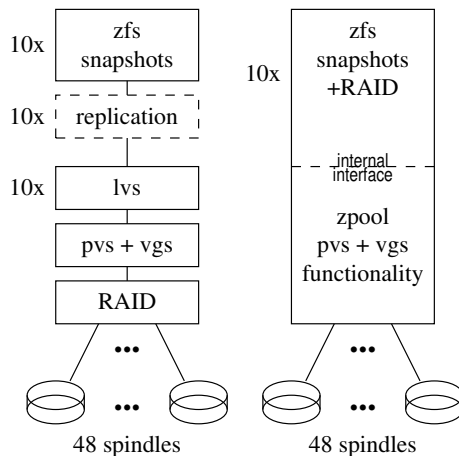 10x
zfs
snapshots
10x
replication
10x
lvs
pvs + vgs
RAID
•••
•••
48 spindles
10x
zfs
snapshots
+RAID
internal
interface
zpool
pvs + vgs
functionality
•••
•••
48 spindles